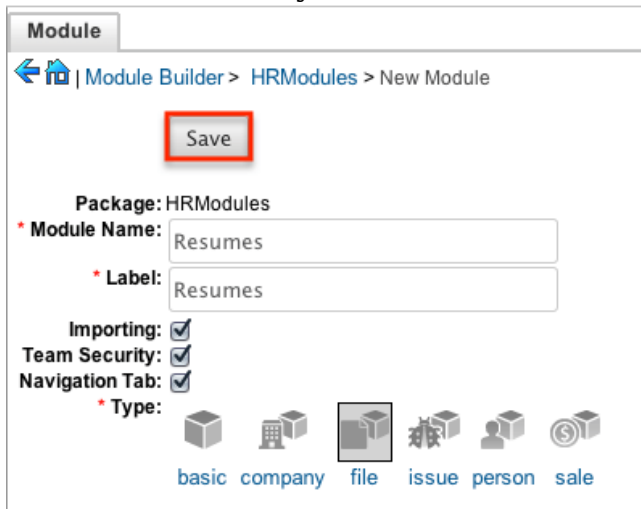 Module
| Module Builder > HRModules > New Module
Save
Package: HRModules
* Module Name: Resumes
* Label: Resumes
Importing:
Team Security:
Navigation Tab:
* Type:
basic company file issue person sale